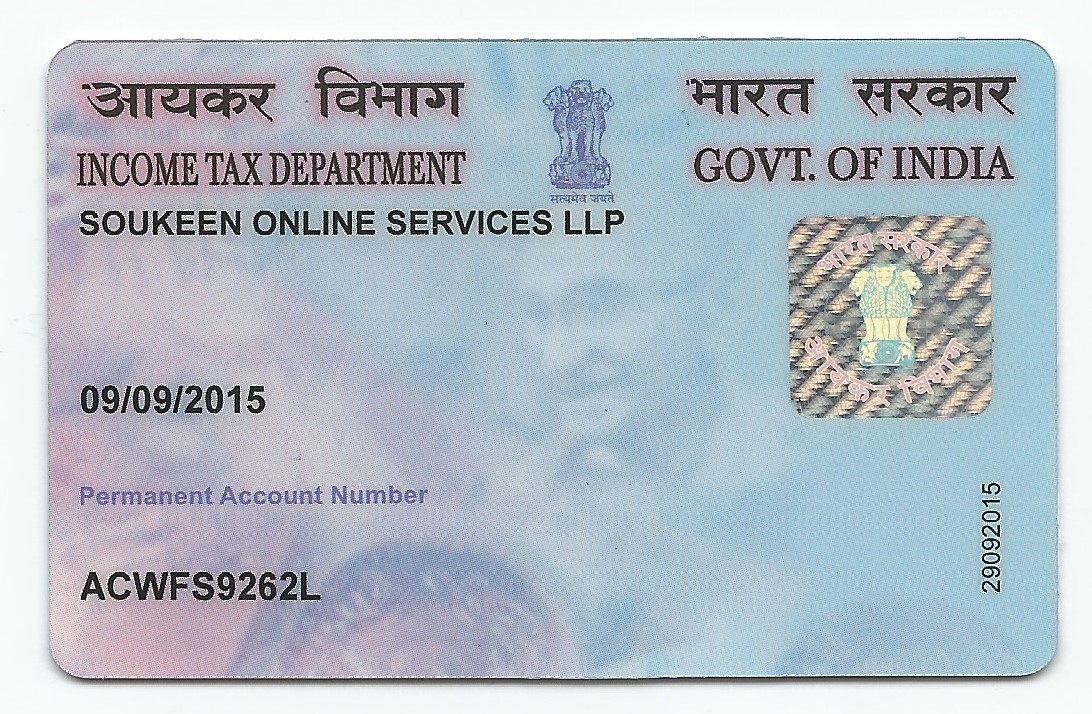 आयकर विभाग
भारत सरकार
INCOME TAX DEPARTMENT
GOVT. OF INDIA
सत्यमेव जयते
SOUKEEN ONLINE SERVICES LLP
भारत सरकार
आयकर विभाग
09/09/2015
Permanent Account Number
ACWFS9262L
29092015